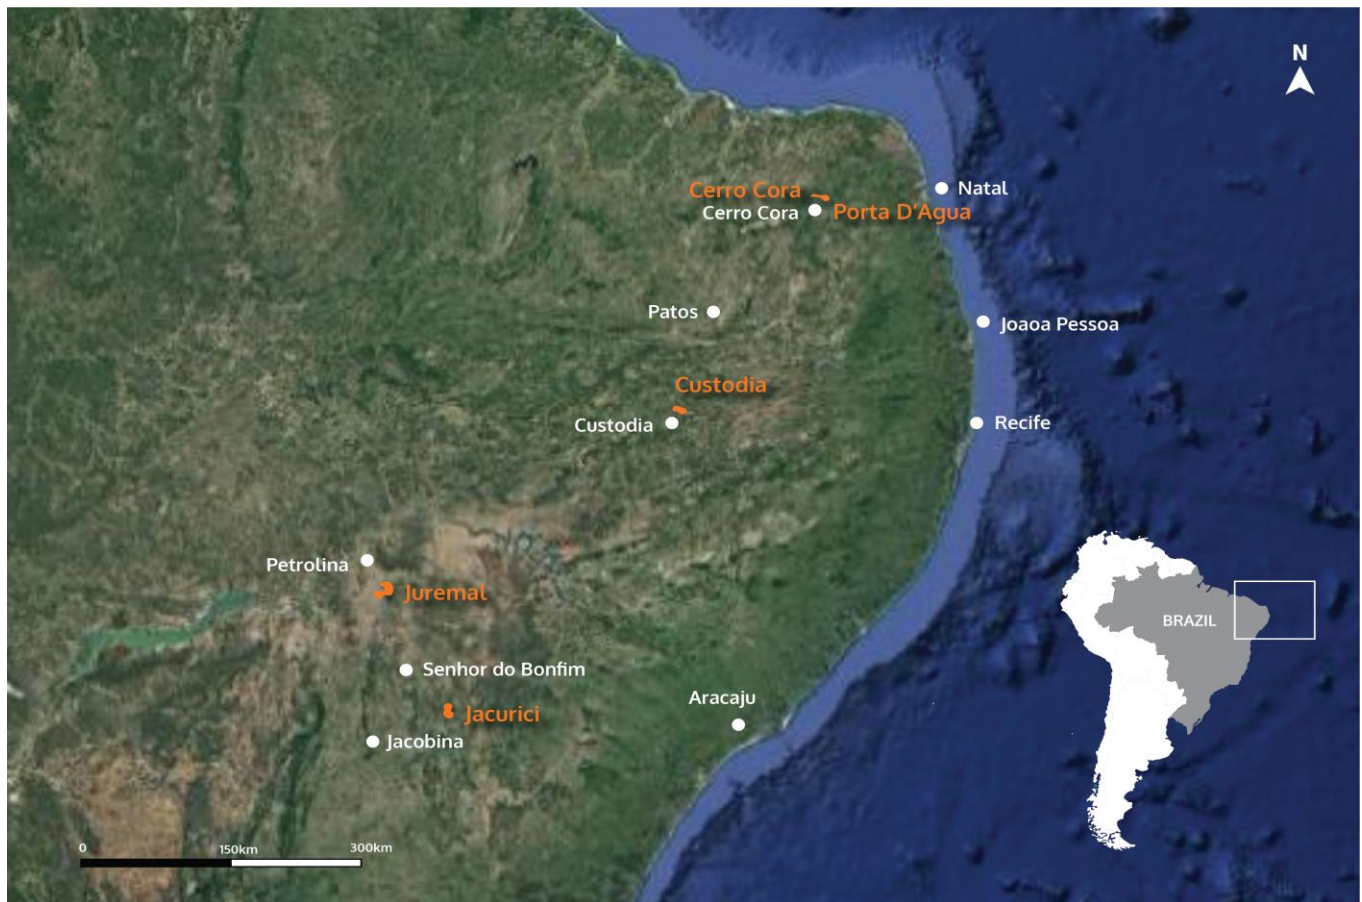 N
Cerro Cora
Natal
Cerro Cora
Porta D'Agua
Patos
Joaoa Pessoa
Custodia
Custodia
Recife
Petrolina
Juremal
BRAZIL
Senhor do Bonfim
Aracaju
Jacurici
Jacobina
0 150km 300km